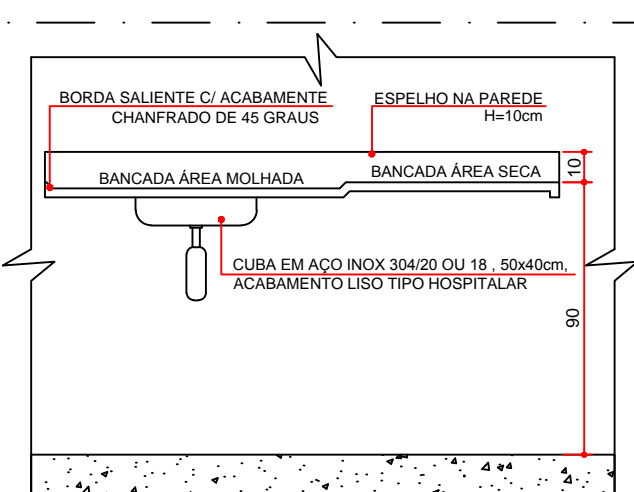 BORDA SALIENTE C/ ACABAMENTE
CHANFRADO DE 45 GRAUS
ESPELHO NA PAREDE
H=10cm
BANCADA ÁREA MOLHADA
BANCADA ÁREA SECA
10
CUBA EM AÇO INOX 304/20 OU 18 , 50x40cm,
ACABAMENTO LISO TIPO HOSPITALAR
90